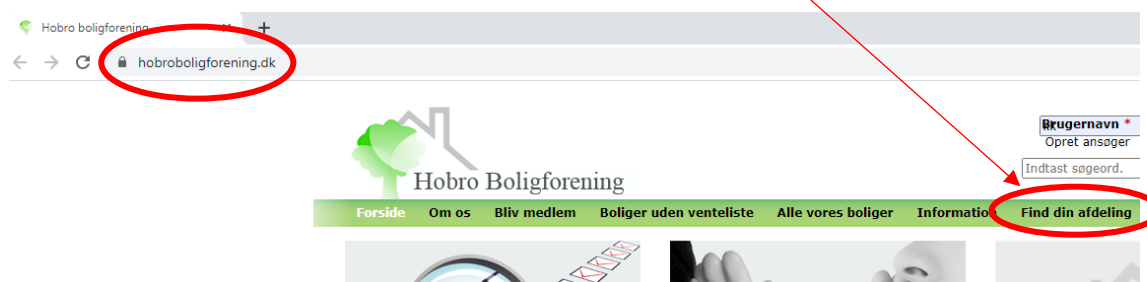 Hobro boligforening
hobroboligforening.dk
Brugernavn *
Opret ansøger
Indtast søgeord.
Hobro Boligforening
Forside Om os Bliv medlem Boliger uden venteliste Alle vores boliger Information Find din afdeling